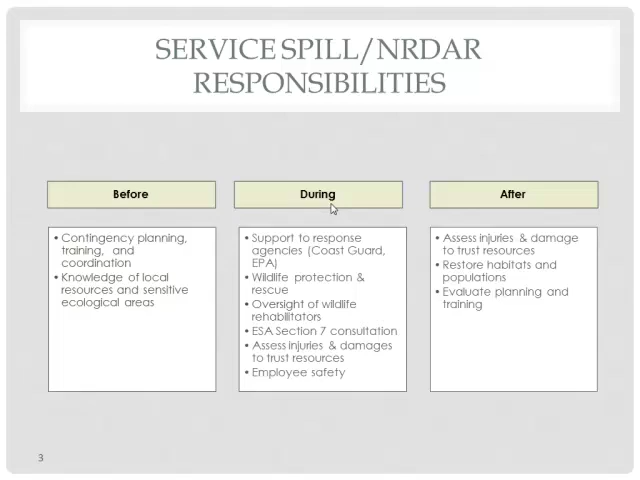 SERVICE SPILL/NRDAR
RESPONSIBILITIES
Before
• Contingency planning,
training, and
coordination
• Knowledge of local
resources and sensitive
ecological areas
During
• Support to response
agencies (Coast Guard,
EPA)
• Wildlife protection &
rescue
• Oversight of wildlife
rehabilitators
• ESA Section 7 consultation
• Assess injuries & damages
to trust resources
• Employee safety
After
• Assess injuries & damage
to trust resources
• Restore habitats and
populations
• Evaluate planning and
training
3